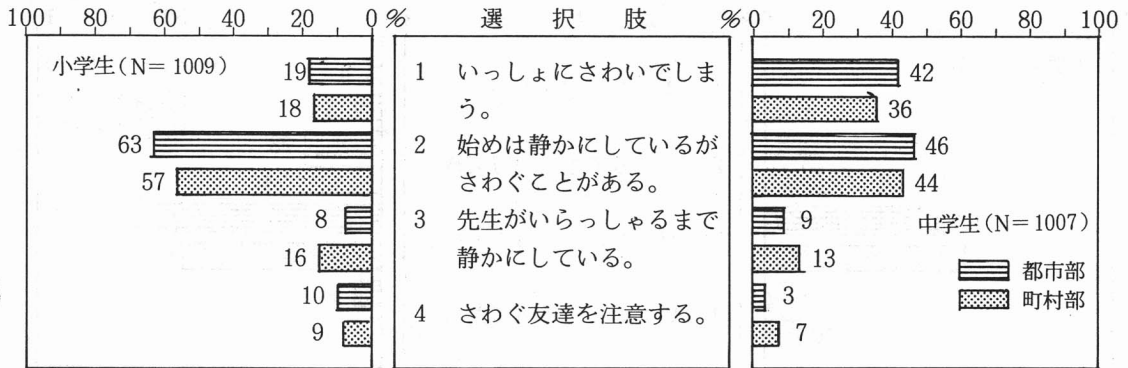 100 80 60 40 20 0 % 選択肢 % 0 20 40 60 80 100
小学生(N=1009)
19
18
63
57
8
16
10
9
1 いっしょにさわいでしま
う。
2 始めは静かにしているが
さわぐことがある。
3 先生がいらっしゃるまで
静かにしている。
4 さわぐ友達を注意する。
42
36
46
44
9
13
3
7
中学生(N=1007)
都市部
町村部